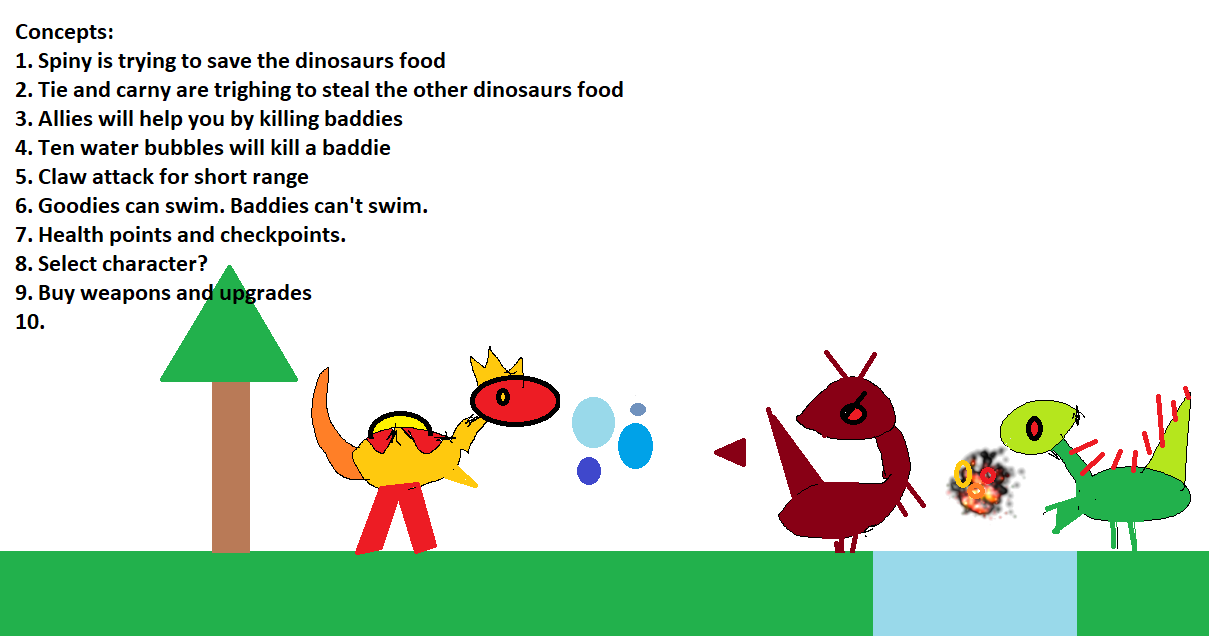 Concepts:
1. Spiny is trying to save the dinosaurs food
2. Tie and carny are trighing to steal the other dinosaurs food
3. Allies will help you by killing baddies
4. Ten water bubbles will kill a baddie
5. Claw attack for short range
6. Goodies can swim. Baddies can't swim.
7. Health points and checkpoints.
8. Select character?
9. Buy weapons and upgrades
10.